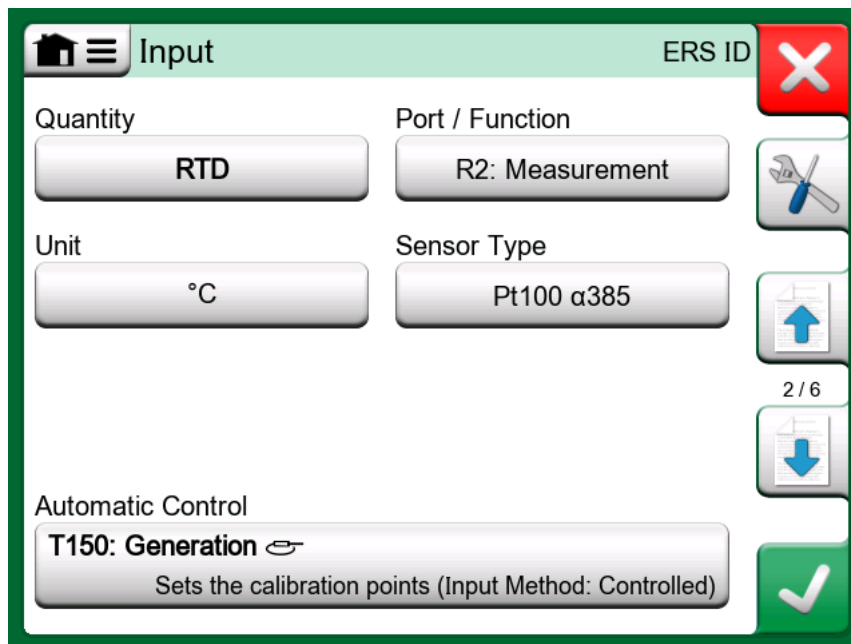 Input
ERS ID
Quantity
Port / Function
RTD
R2: Measurement
Unit
Sensor Type
°C
Pt100 α385
2 / 6
Automatic Control
T150: Generation
Sets the calibration points (Input Method: Controlled)